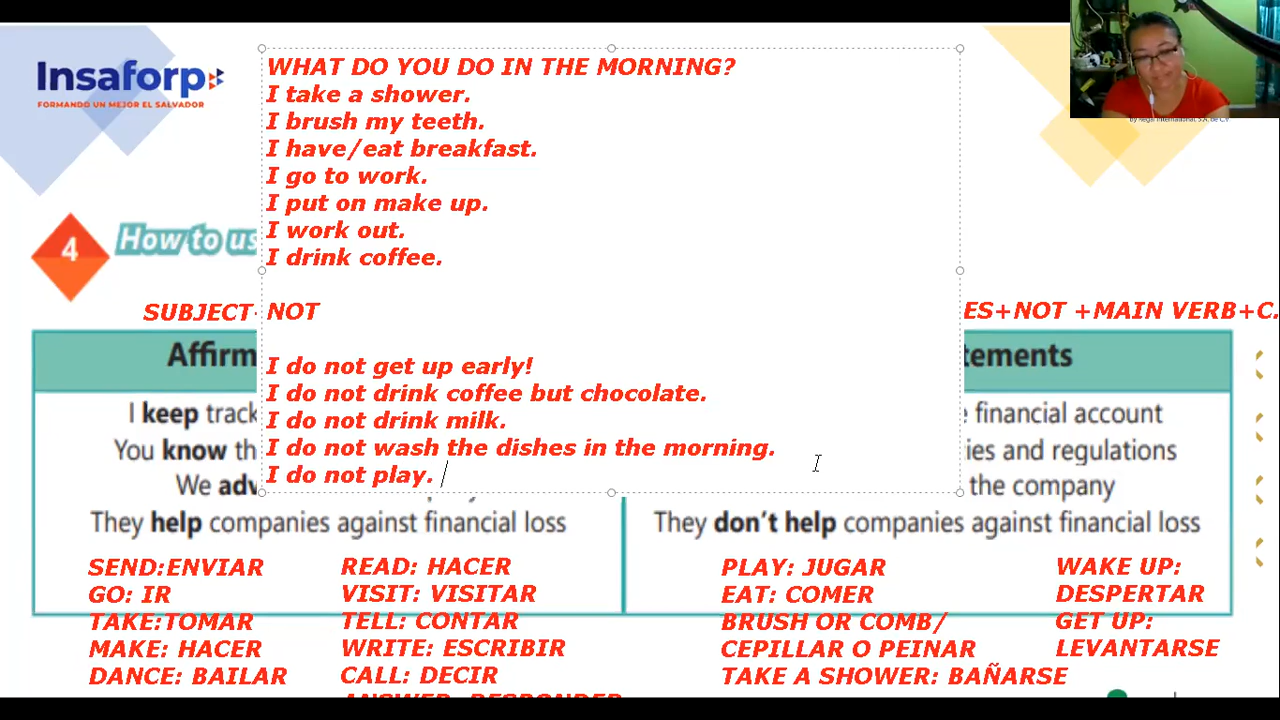 Insaforp
FORMANDO UN MEJOR EL SALVADOR
WHAT DO YOU DO IN THE MORNING?
I take a shower.
I brush my teeth.
I have/eat breakfast.
I go to work.
I put on make up.
I work out.
I drink coffee.
NOT
I do not get up early!
I do not drink coffee but chocolate.
I do not drink milk.
I do not wash the dishes in the morning.
I do not play.
by Regal International, S.A. de C.V
4
How to us
SUBJECT
ES+NOT +MAIN VERB+C.
Affirm
tements
I keep track
e financial account
You know th
ies and regulations
We adv
the company
They help companies against financial loss
They don't help companies against financial loss
SEND:ENVIAR
GO: IR
TAKE:TOMAR
MAKE: HACER
DANCE: BAILAR
READ: HACER
VISIT: VISITAR
TELL: CONTAR
WRITE: ESCRIBIR
CALL: DECIR
ANSWER: RESPONDER
PLAY: JUGAR
EAT: COMER
BRUSH OR COMB/
CEPILLAR O PEINAR
TAKE A SHOWER: BAÑARSE
WAKE UP:
DESPERTAR
GET UP:
LEVANTARSE